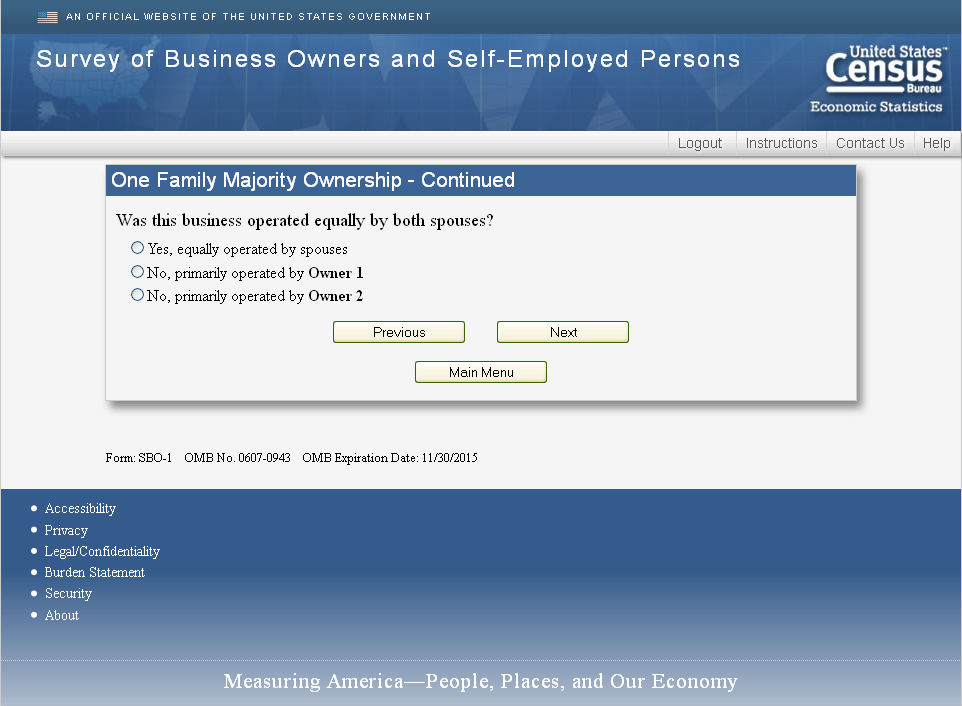 AN OFFICIAL WEBSITE OF THE UNITED STATES GOVERNMENT
Survey of Business Owners and Self-Employed Persons
United States™
Census
Bureau
Economic Statistics
Logout Instructions Contact Us Help
One Family Majority Ownership - Continued
Was this business operated equally by both spouses?
Yes, equally operated by spouses
No, primarily operated by Owner 1
No, primarily operated by Owner 2
Previous Next
Main Menu
Form: SBO-1 OMB No. 0607-0943 OMB Expiration Date: 11/30/2015
Accessibility
Privacy
Legal/Confidentiality
Burden Statement
Security
About
Measuring America—People, Places, and Our Economy